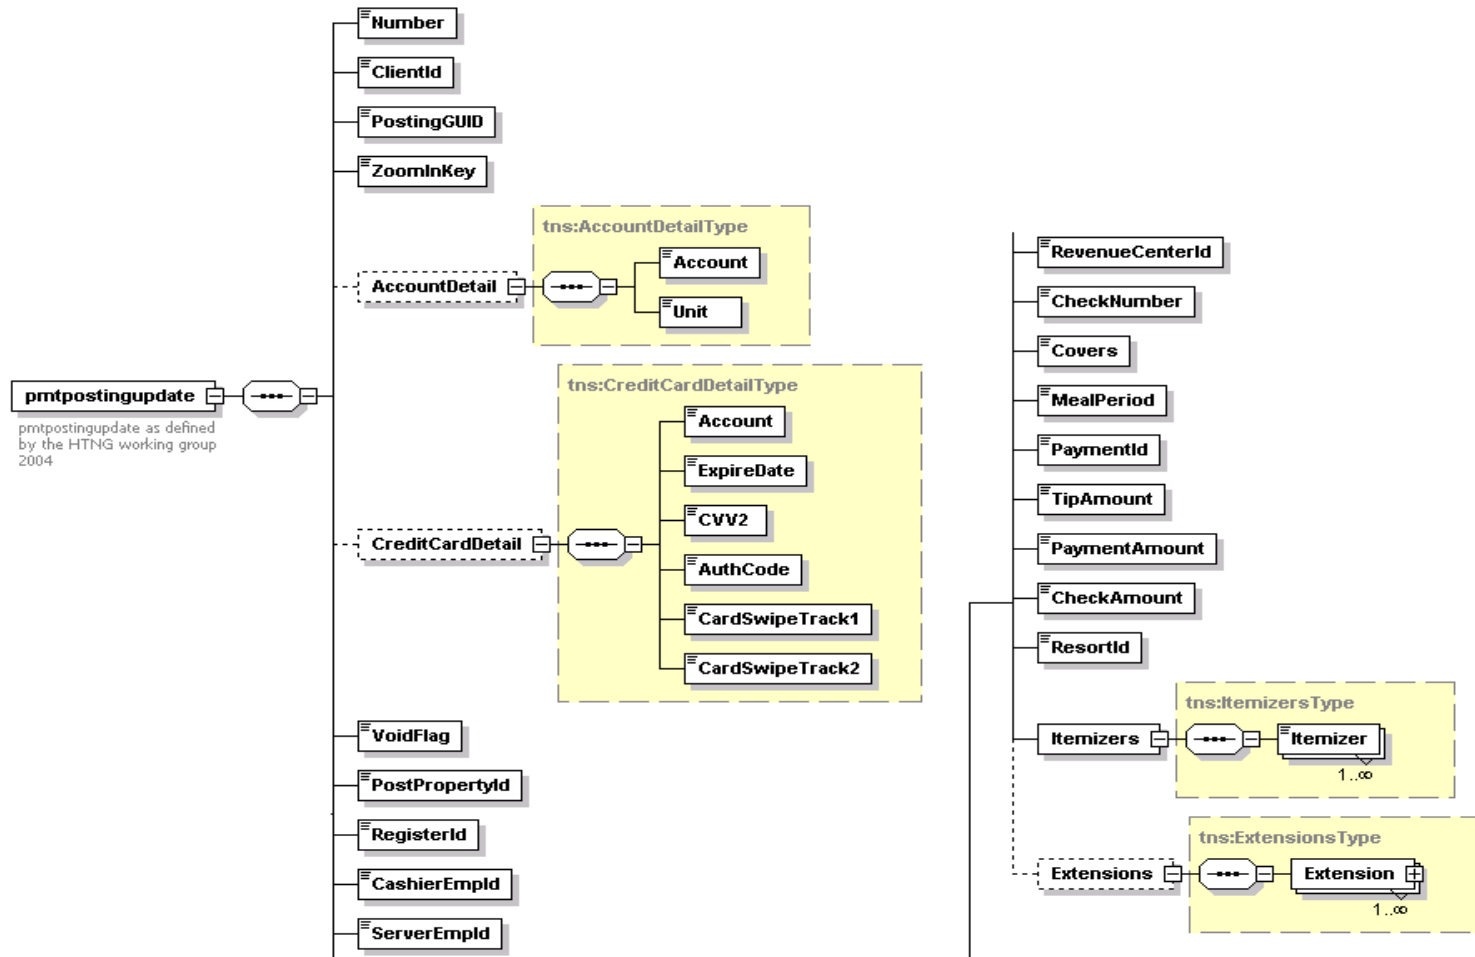 Number
ClientId
PostingGUID
ZoomInKey
tns:AccountDetailType
AccountDetail
Account
Unit
pmtpostingupdate
pmtpostingupdate as defined
by the HTNG working group
2004
tns:CreditCardDetailType
CreditCardDetail
Account
ExpireDate
CVV2
AuthCode
CardSwipeTrack1
CardSwipeTrack2
VoidFlag
PostPropertyId
RegisterId
CashierEmpId
ServerEmpId
RevenueCenterId
CheckNumber
Covers
MealPeriod
PaymentId
TipAmount
PaymentAmount
CheckAmount
ResortId
tns:ItemizersType
Itemizers
Itemizer
1..∞
tns:ExtensionsType
Extensions
Extension
1..∞